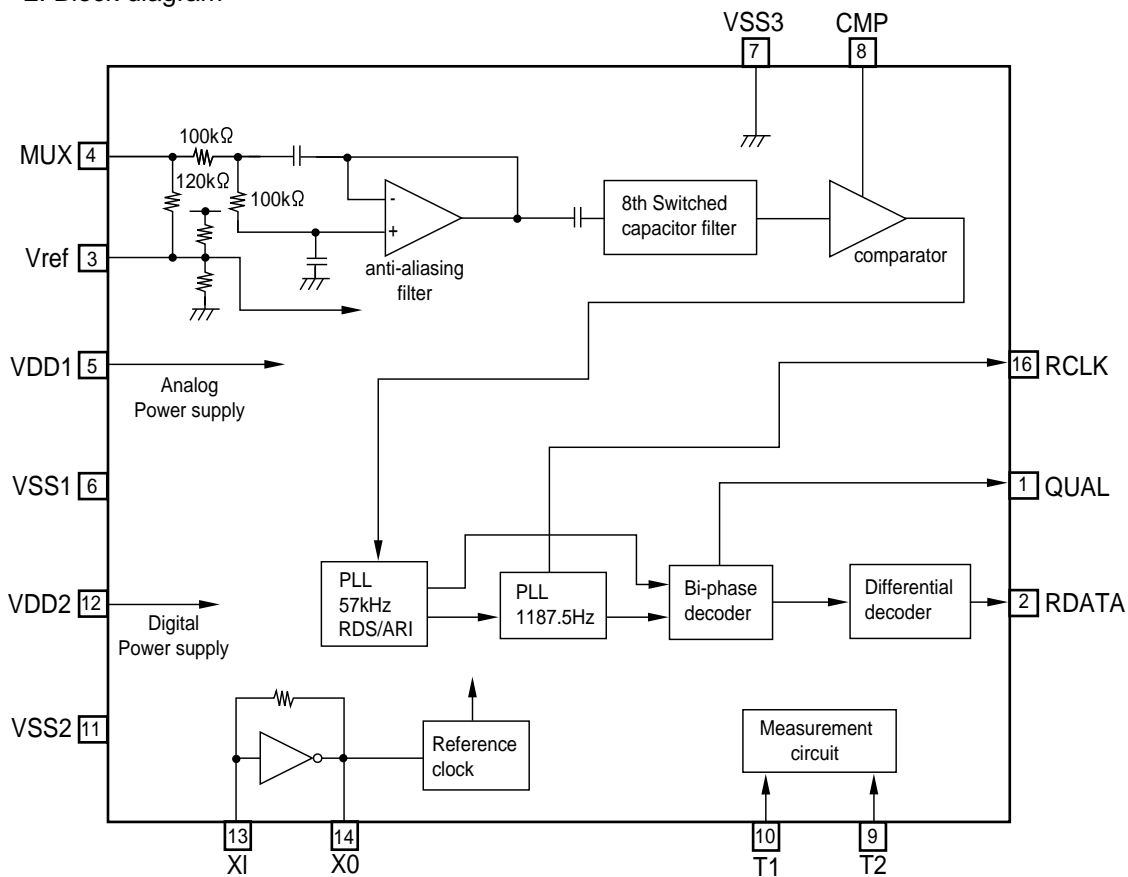 2. Block diagram
VSS3
CMP
7
8
MUX
4
100kΩ
120kΩ
100kΩ
-
+
anti-aliasing
filter
8th Switched
capacitor filter
comparator
Vref
3
VDD1
5
Analog
Power supply
16
RCLK
VSS1
6
1
QUAL
VDD2
12
Digital
Power supply
PLL
57kHz
RDS/ARI
PLL
1187.5Hz
Bi-phase
decoder
Differential
decoder
2
RDATA
VSS2
11
Reference
clock
Measurement
circuit
13
14
10
9
XI
X0
T1
T2